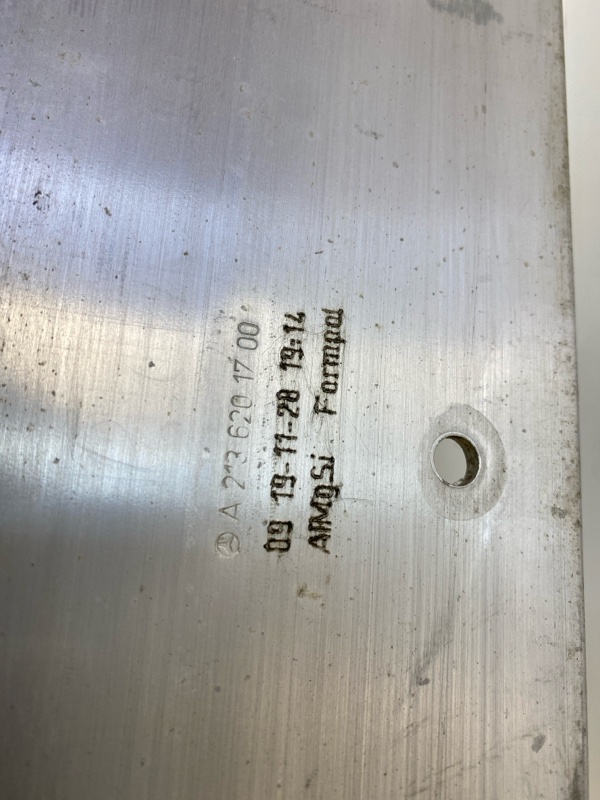 A 213 620 17 00
09 19-11-28 19:14
AlMgSi Formpol